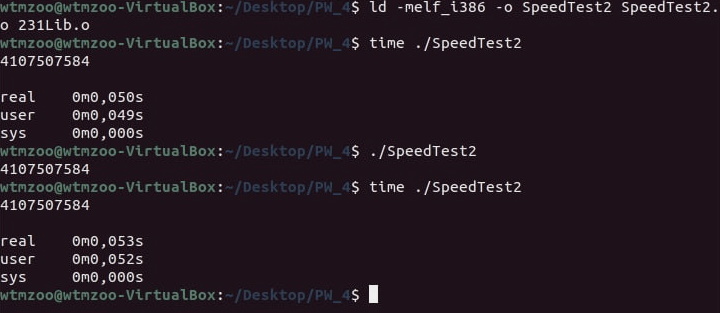 wtmzoo@wtmzoo-VirtualBox:~/Desktop/PW_4$ ld -melf_i386 -o SpeedTest2 SpeedTest2.
o 231Lib.o
wtmzoo@wtmzoo-VirtualBox:~/Desktop/PW_4$ time ./SpeedTest2
4107507584
real    0m0,050s
user    0m0,049s
sys     0m0,000s
wtmzoo@wtmzoo-VirtualBox:~/Desktop/PW_4$ ./SpeedTest2
4107507584
wtmzoo@wtmzoo-VirtualBox:~/Desktop/PW_4$ time ./SpeedTest2
4107507584
real    0m0,053s
user    0m0,052s
sys     0m0,000s
wtmzoo@wtmzoo-VirtualBox:~/Desktop/PW_4$